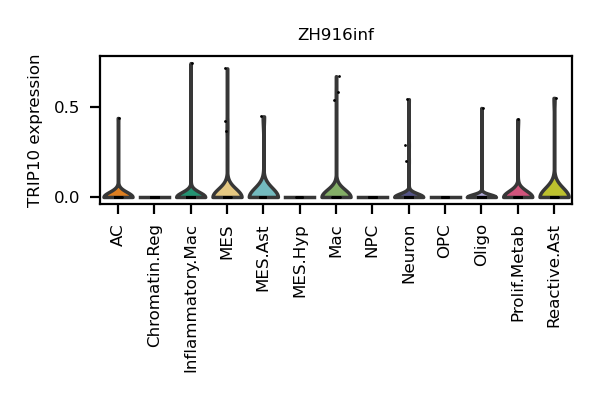 ZH916inf
TRIP10 expression
0.5
0.0
AC
Chromatin.Reg
Inflammatory.Mac
MES
MES.Ast
MES.Hyp
Mac
NPC
Neuron
OPC
Oligo
Prolif.Metab
Reactive.Ast